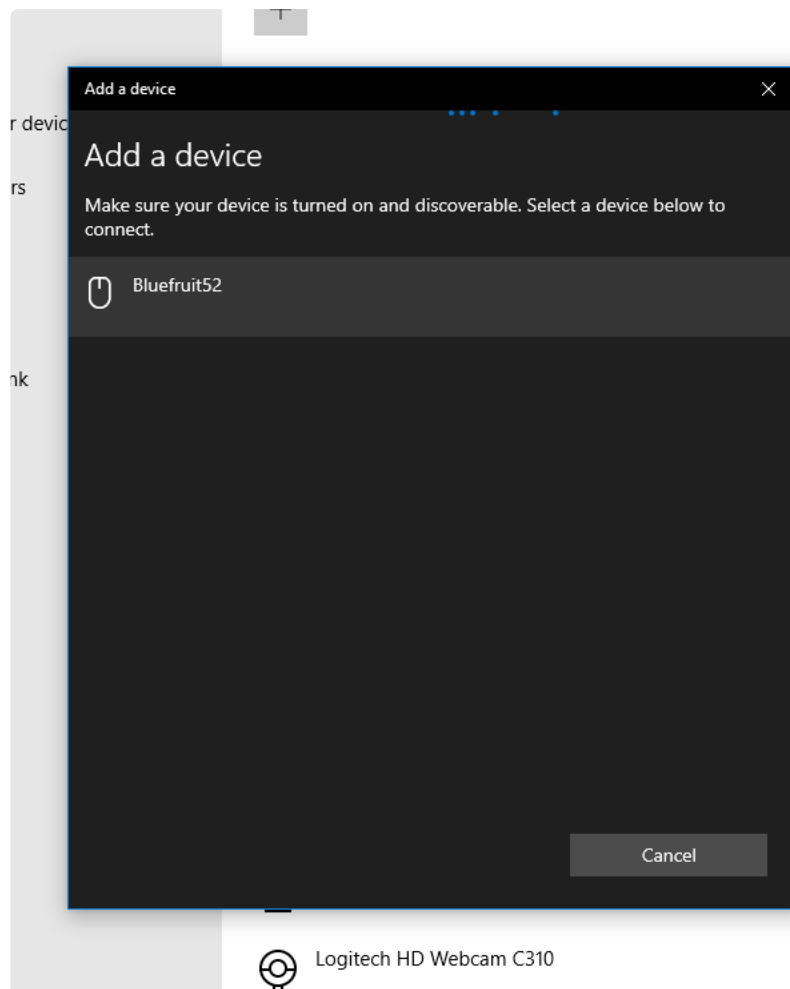 Add a device
r devic
Add a device
rs
Make sure your device is turned on and discoverable. Select a device below to
connect.
Bluefruit52
nk
Cancel
Logitech HD Webcam C310